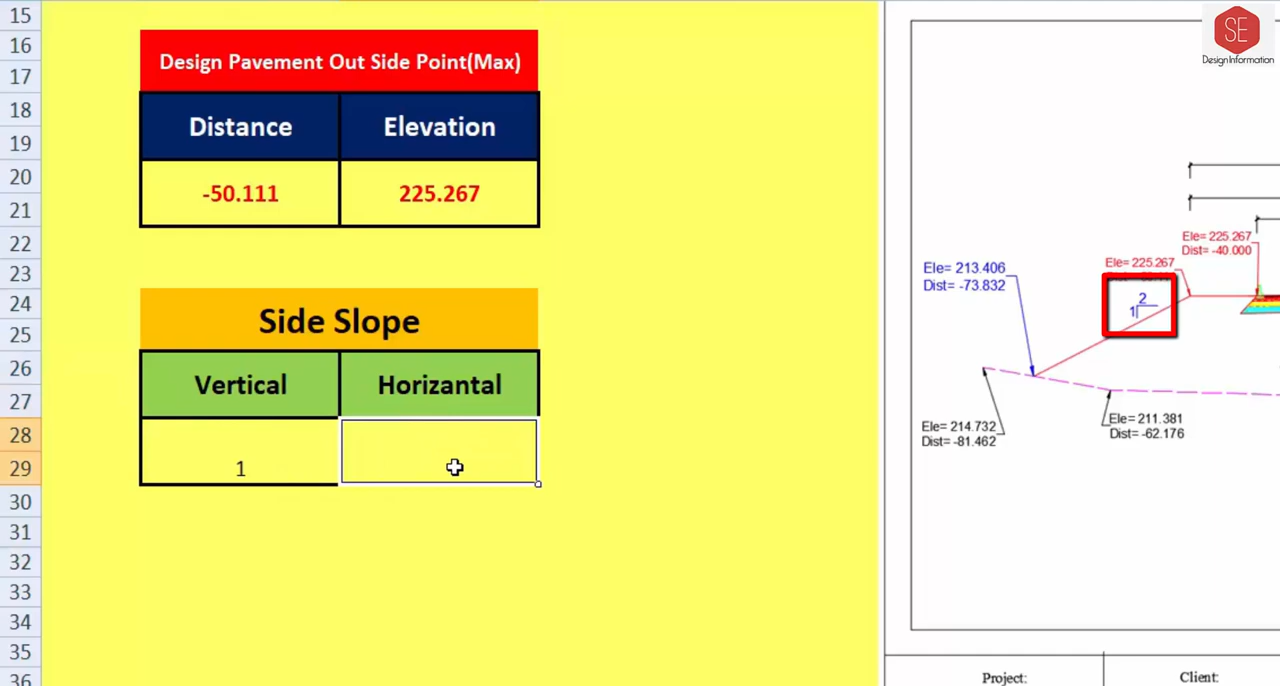 15
16
17
18
19
20
21
22
23
24
25
26
27
28
29
30
31
32
33
34
35
36
Design Pavement Out Side Point(Max)
Distance Elevation
-50.111 225.267
Side Slope
Vertical Horizantal
1
SE
Design Information
Ele= 225.267
Dist= -40.000
Ele= 225.267
2
1
Ele= 213.406
Dist= -73.832
Ele= 214.732
Dist= -81.462
Ele= 211.381
Dist= -62.176
Project: Client: